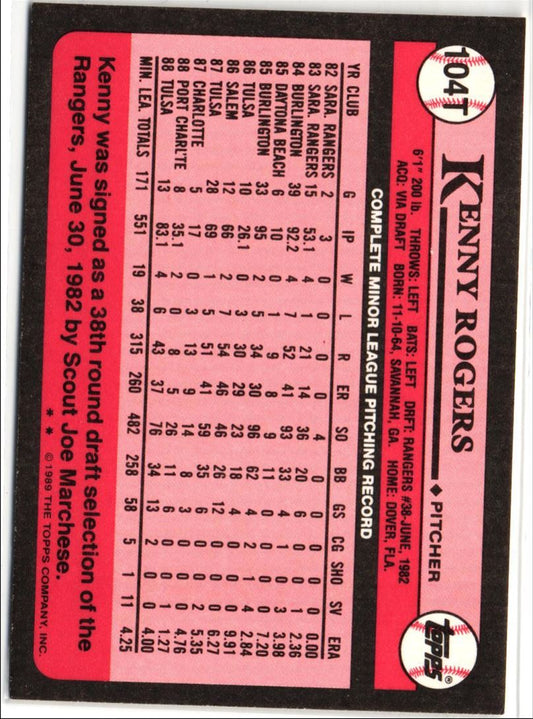 104T
KENNY ROGERS ♦ PITCHER
TOPPS®
6'1" 200 lb. THROWS: LEFT BATS: LEFT DRFT: RANGERS #38-JUNE, 1982
ACQ: VIA DRAFT BORN: 11-10-64, SAVANNAH, GA. HOME: DOVER, FLA.
COMPLETE MINOR LEAGUE PITCHING RECORD
YR CLUB G IP W L R ER SO BB GS CG SHO SV ERA
82 SARA. RANGERS 2 3 0 0 0 0 4 0 0 0 0 0 0.00
83 SARA. RANGERS 15 53.1 4 1 21 14 36 20 6 0 0 1 2.36
84 BURLINGTON 39 92.2 4 7 52 41 93 33 4 1 0 3 3.98
85 DAYTONA BEACH 6 10 0 1 9 8 9 11 0 0 0 0 7.20
85 BURLINGTON 33 95 2 5 34 30 96 62 4 2 1 4 2.84
86 TULSA 10 26.1 0 3 30 29 23 18 4 0 0 0 9.91
86 SALEM 12 66 2 7 54 46 46 26 12 0 0 0 6.27
87 TULSA 28 69 1 5 51 41 59 35 6 0 0 2 5.35
87 CHARLOTTE 5 17 0 3 13 9 14 8 3 0 0 0 4.76
88 PORT CHARL'TE 8 35.1 2 0 8 5 26 11 6 0 0 1 1.27
88 TULSA 13 83.1 4 6 43 37 76 34 13 2 0 0 4.00
MIN. LEA. TOTALS 171 551 19 38 315 260 482 258 58 5 1 11 4.25
Kenny was signed as a 38th round draft selection of the
Rangers, June 30, 1982 by Scout Joe Marchese.
* * © 1989 THE TOPPS COMPANY, INC.